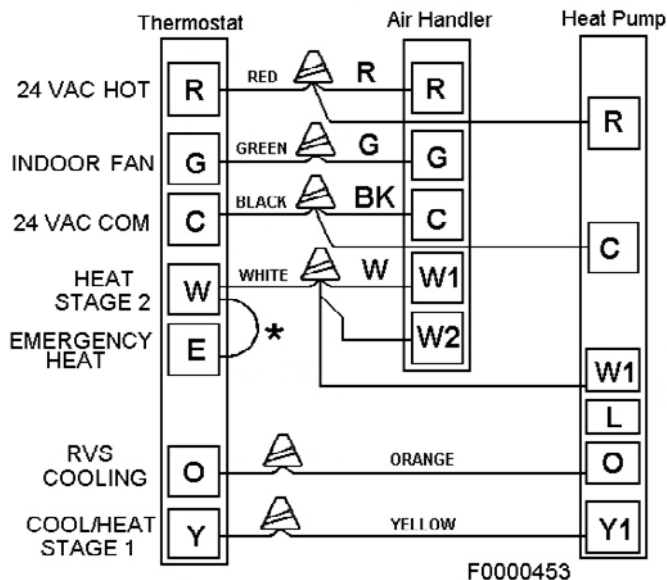 Thermostat
Air Handler
Heat Pump
24 VAC HOT
R
RED
R
R
R
INDOOR FAN
G
GREEN
G
G
24 VAC COM
C
BLACK
BK
C
C
HEAT
STAGE 2
W
WHITE
W
W1
*
W2
EMERGENCY
HEAT
E
W1
L
RVS
COOLING
O
ORANGE
O
COOL/HEAT
STAGE 1
Y
YELLOW
Y1
F0000453